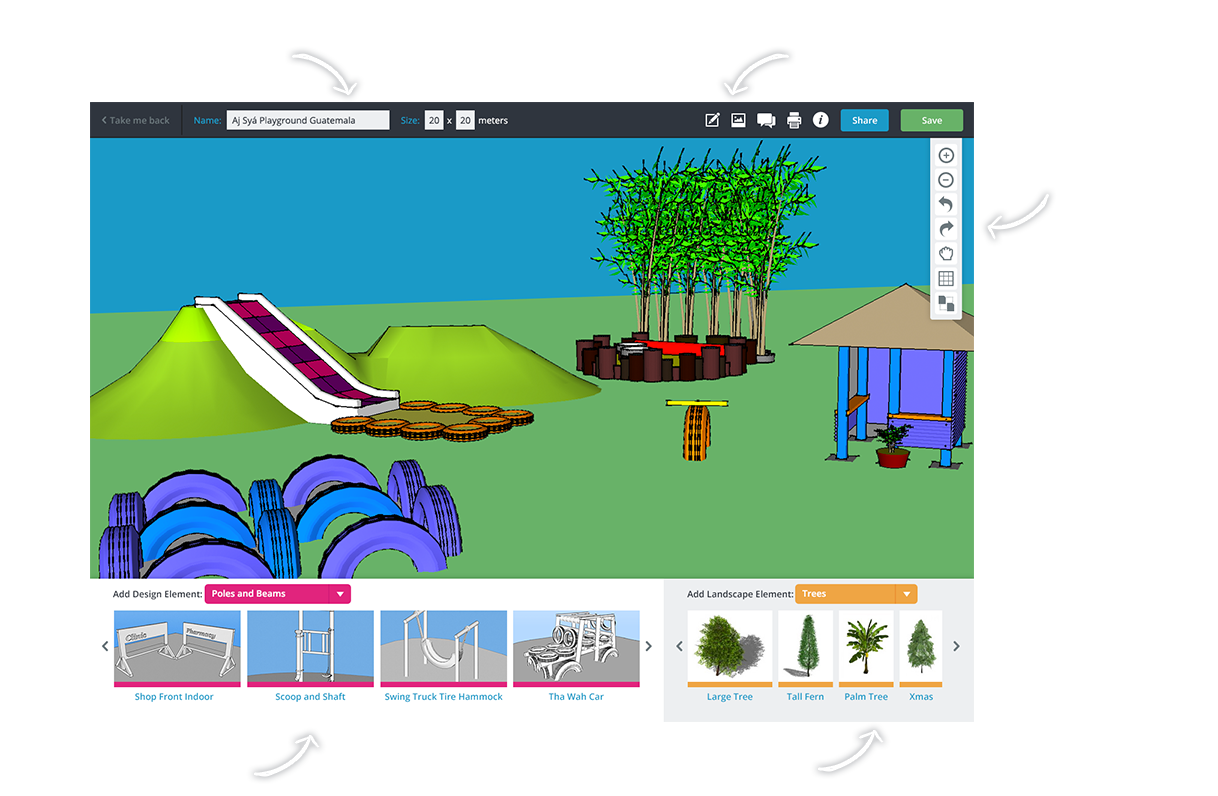 Take me back
Name: Aj Syá Playground Guatemala
Size: 20 x 20 meters
Share
Save
Add Design Element: Poles and Beams
Add Landscape Element: Trees
Clinic
Pharmacy
Shop Front Indoor
Scoop and Shaft
Swing Truck Tire Hammock
Tha Wah Car
Large Tree
Tall Fern
Palm Tree
Xmas